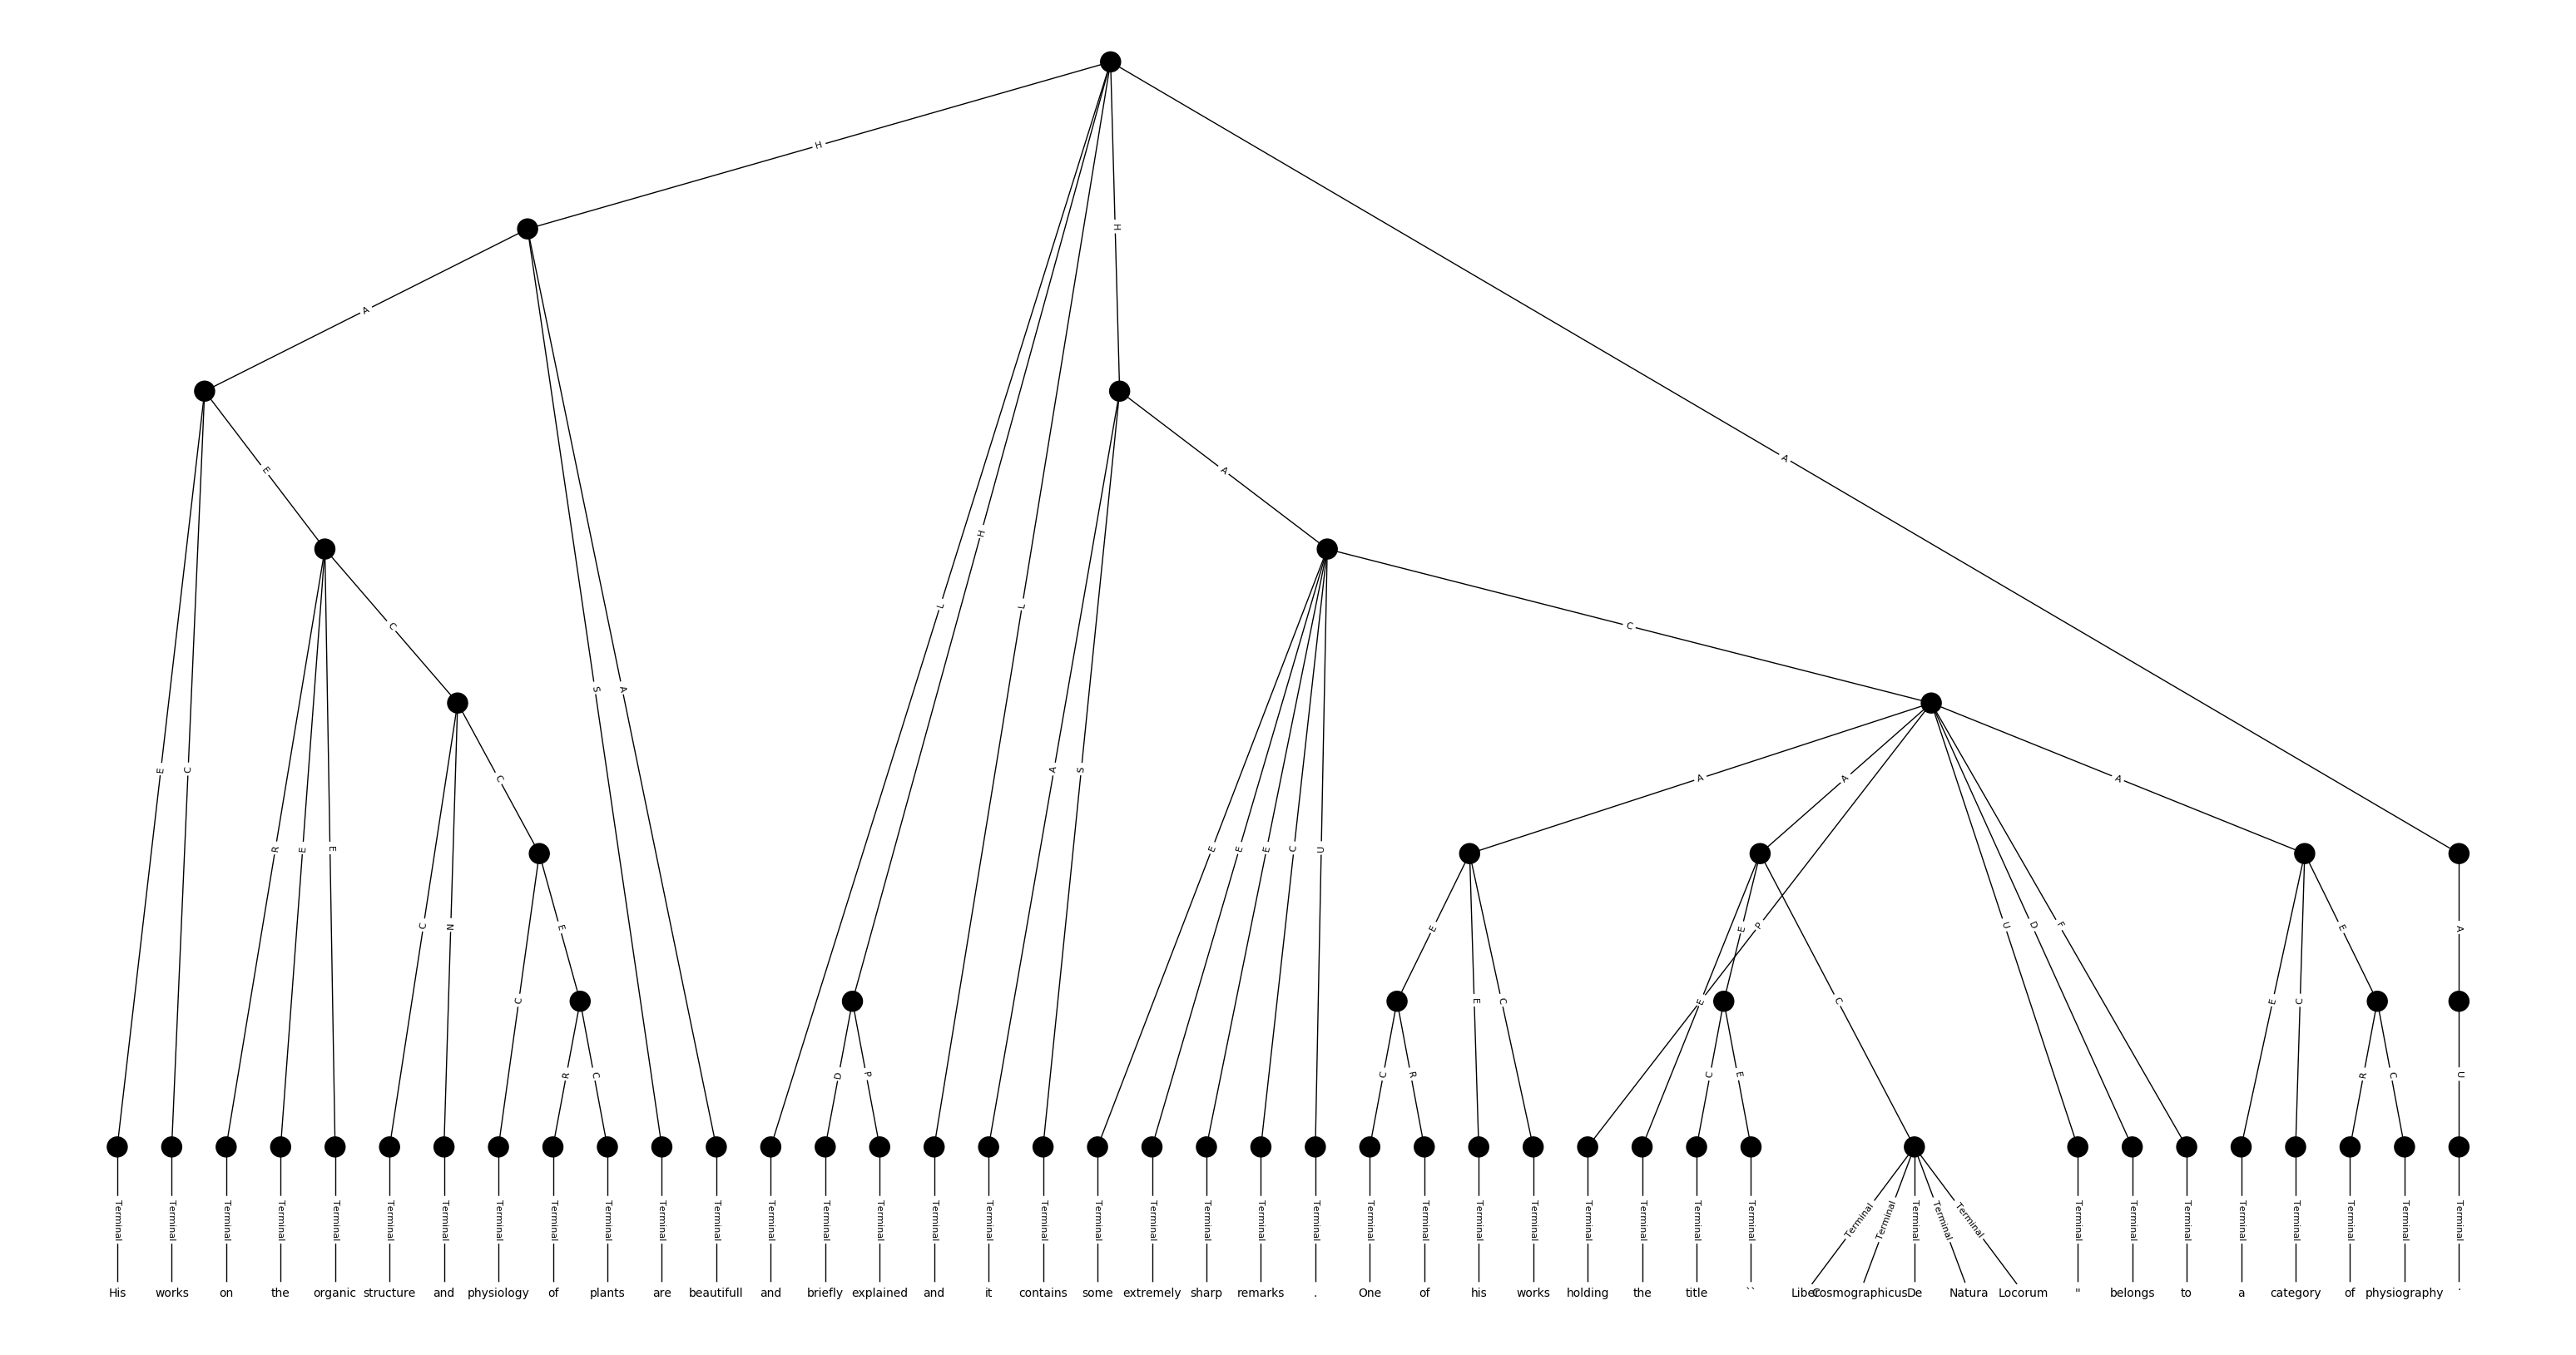 H
A
H
A
E
A
C
L
H
L
C
A
A
A
E
C
S
A
A
S
C
R
E
E
E
E
E
C
U
C
N
E
E
E
P
U
D
F
E
A
C
E
C
E
C
E
C
R
C
D
P
C
R
C
E
R
C
U
Terminal Terminal Terminal Terminal Terminal Terminal Terminal Terminal Terminal Terminal Terminal Terminal Terminal Terminal Terminal Terminal Terminal Terminal Terminal Terminal Terminal Terminal Terminal Terminal Terminal Terminal Terminal Terminal Terminal Terminal Terminal Terminal Terminal Terminal Terminal Terminal Terminal Terminal Terminal Terminal Terminal Terminal Terminal Terminal
His works on the organic structure and physiology of plants are beautifull and briefly explained and it contains some extremely sharp remarks . One of his works holding the title `` Liber Cosmographicus De Natura Locorum " belongs to a category of physiography .